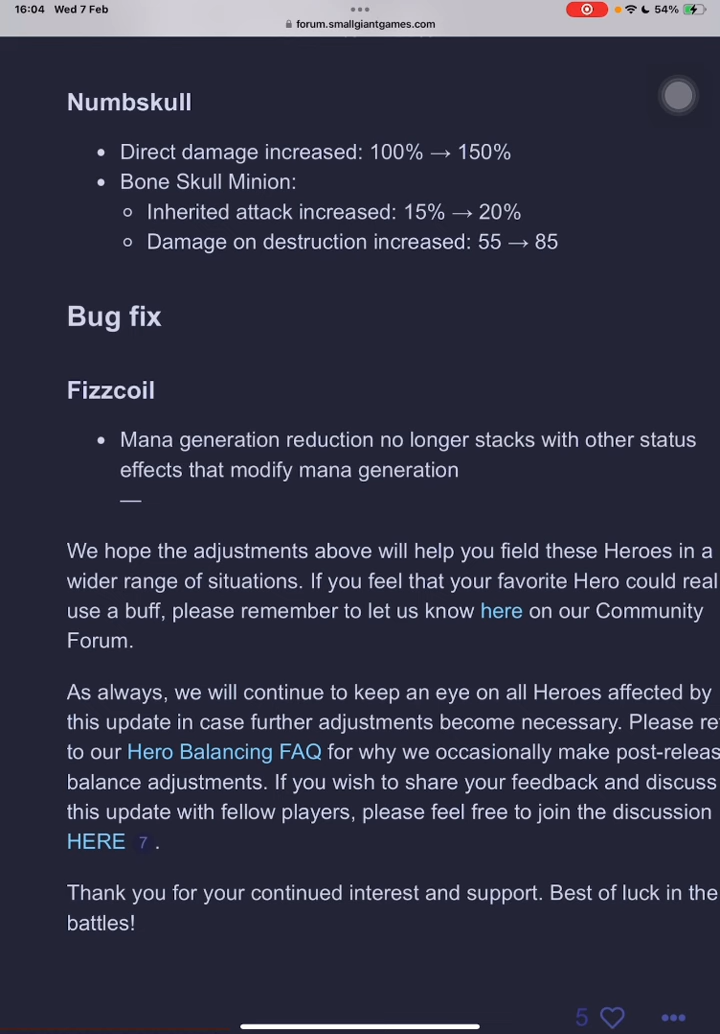 16:04 Wed 7 Feb
54%
forum.smallgiantgames.com
Numbskull
• Direct damage increased: 100% → 150%
• Bone Skull Minion:
○ Inherited attack increased: 15% → 20%
○ Damage on destruction increased: 55 → 85
Bug fix
Fizzcoil
• Mana generation reduction no longer stacks with other status
effects that modify mana generation
—
We hope the adjustments above will help you field these Heroes in a
wider range of situations. If you feel that your favorite Hero could real
use a buff, please remember to let us know here on our Community
Forum.
As always, we will continue to keep an eye on all Heroes affected by
this update in case further adjustments become necessary. Please re
to our Hero Balancing FAQ for why we occasionally make post-releas
balance adjustments. If you wish to share your feedback and discuss
this update with fellow players, please feel free to join the discussion
HERE 7 .
Thank you for your continued interest and support. Best of luck in the
battles!
5